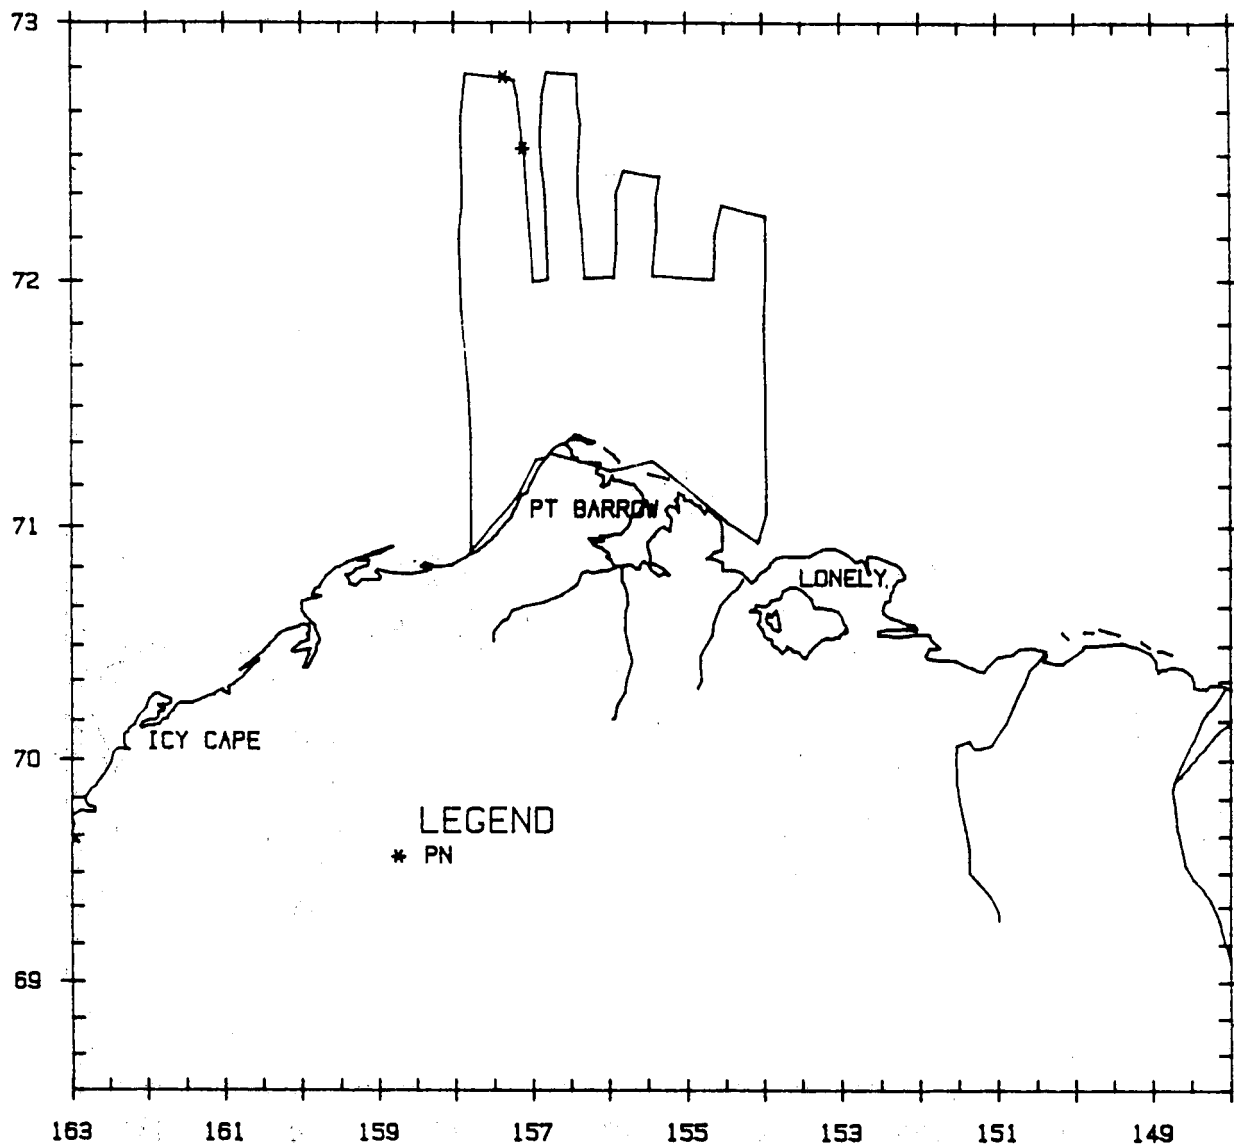 73
72
71
70
69
PT BARROW
LONELY.
ICY CAPE
LEGEND
* PN
163 161 159 157 155 153 151 149